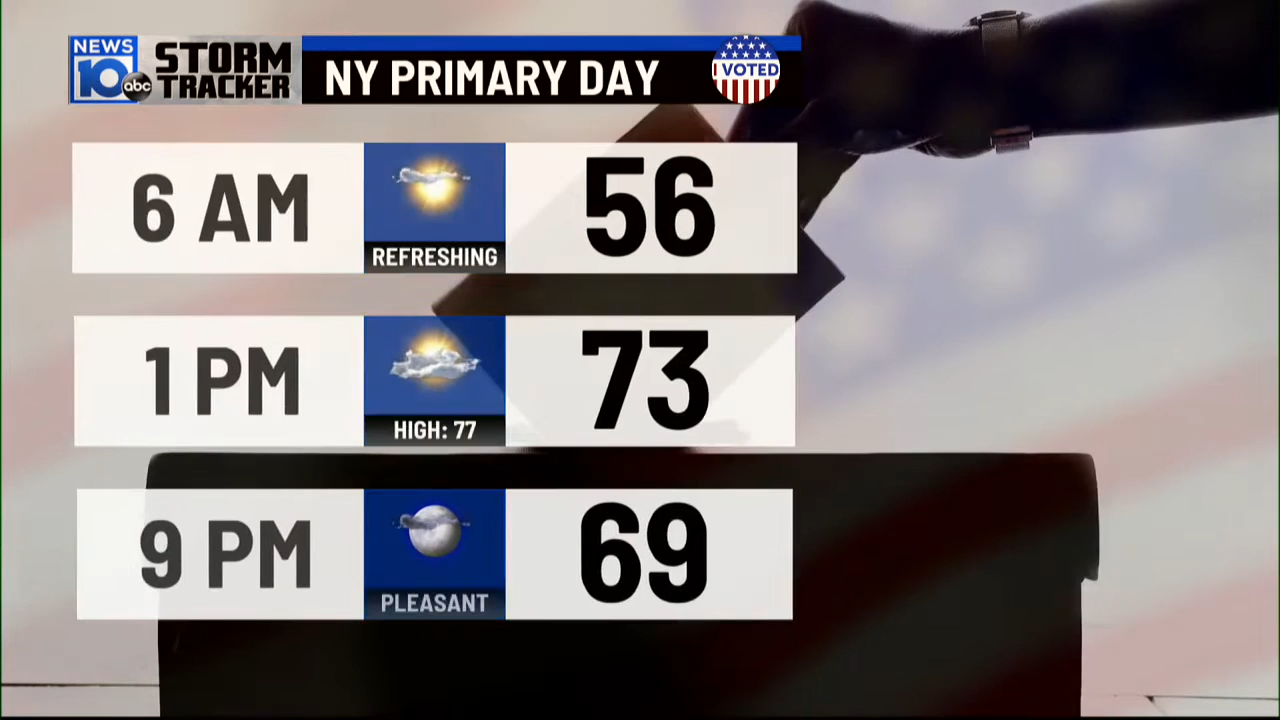 NEWS
10
abc
STORM
TRACKER
NY PRIMARY DAY
I VOTED
6 AM
REFRESHING
56
1 PM
HIGH: 77
73
9 PM
PLEASANT
69